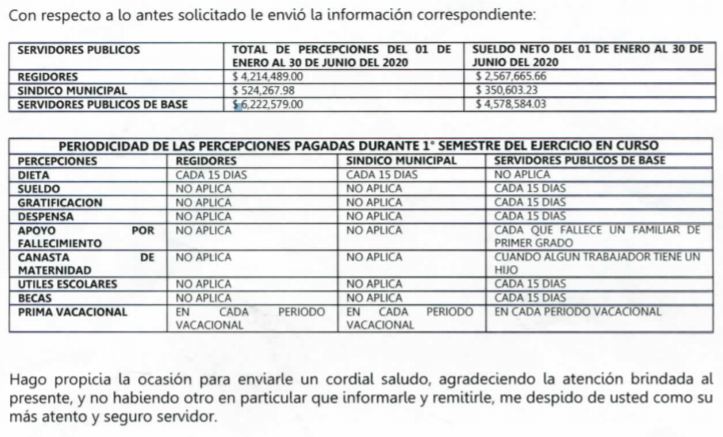 Con respecto a lo antes solicitado le envió la información correspondiente:
SERVIDORES PUBLICOS TOTAL DE PERCEPCIONES DEL 01 DE ENERO AL 30 DE JUNIO DEL 2020 SUELDO NETO DEL 01 DE ENERO AL 30 DE JUNIO DEL 2020
REGIDORES $ 4,214,489.00 $ 2,567,665.66
SINDICO MUNICIPAL $ 524,267.98 $ 350,603.23
SERVIDORES PUBLICOS DE BASE $ 6,222,579.00 $ 4,578,584.03
PERIODICIDAD DE LAS PERCEPCIONES PAGADAS DURANTE 1° SEMESTRE DEL EJERCICIO EN CURSO
PERCEPCIONES REGIDORES SINDICO MUNICIPAL SERVIDORES PUBLICOS DE BASE
DIETA CADA 15 DIAS CADA 15 DIAS NO APLICA
SUELDO NO APLICA NO APLICA CADA 15 DIAS
GRATIFICACION NO APLICA NO APLICA CADA 15 DIAS
DESPENSA NO APLICA NO APLICA CADA 15 DIAS
APOYO POR FALLECIMIENTO NO APLICA NO APLICA CADA QUE FALLECE UN FAMILIAR DE PRIMER GRADO
CANASTA DE MATERNIDAD NO APLICA NO APLICA CUANDO ALGUN TRABAJADOR TIENE UN HIJO
UTILES ESCOLARES NO APLICA NO APLICA CADA 15 DIAS
BECAS NO APLICA NO APLICA CADA 15 DIAS
PRIMA VACACIONAL EN CADA PERIODO VACACIONAL EN CADA PERIODO VACACIONAL EN CADA PERIODO VACACIONAL
Hago propicia la ocasión para enviarle un cordial saludo, agradeciendo la atención brindada al
presente, y no habiendo otro en particular que informarle y remitirle, me despido de usted como su
más atento y seguro servidor.